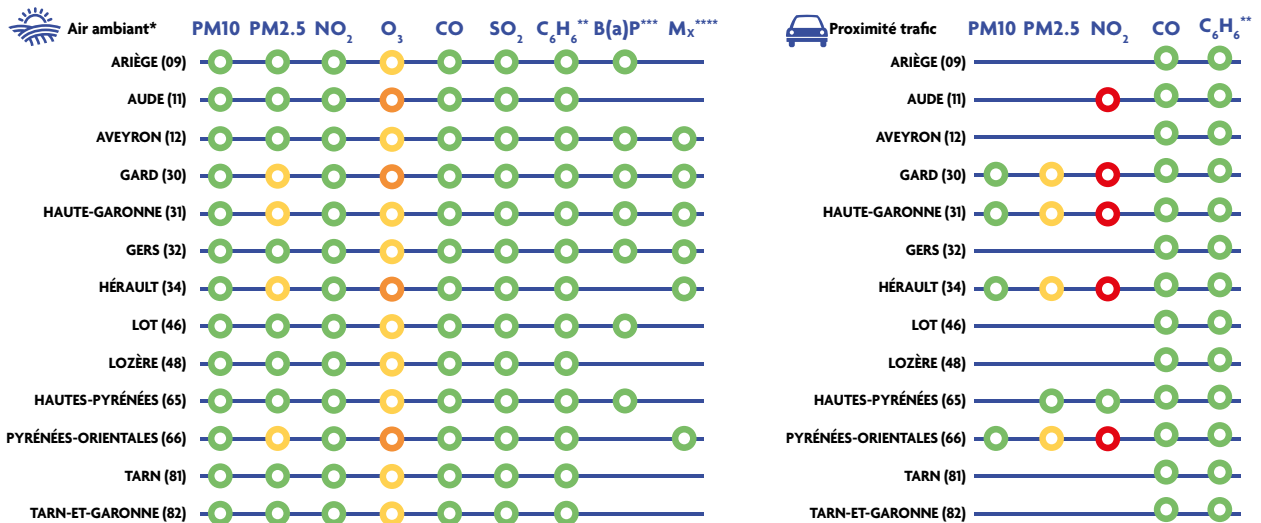 Air ambiant* PM10 PM2.5 NO2 O3 CO SO2 C6H6** B(a)P*** Mx****
ARIÈGE (09)
AUDE (11)
AVEYRON (12)
GARD (30)
HAUTE-GARONNE (31)
GERS (32)
HÉRAULT (34)
LOT (46)
LOZÈRE (48)
HAUTES-PYRÉNÉES (65)
PYRÉNÉES-ORIENTALES (66)
TARN (81)
TARN-ET-GARONNE (82)
Proximité trafic PM10 PM2.5 NO2 CO C6H6**
ARIÈGE (09)
AUDE (11)
AVEYRON (12)
GARD (30)
HAUTE-GARONNE (31)
GERS (32)
HÉRAULT (34)
LOT (46)
LOZÈRE (48)
HAUTES-PYRÉNÉES (65)
PYRÉNÉES-ORIENTALES (66)
TARN (81)
TARN-ET-GARONNE (82)